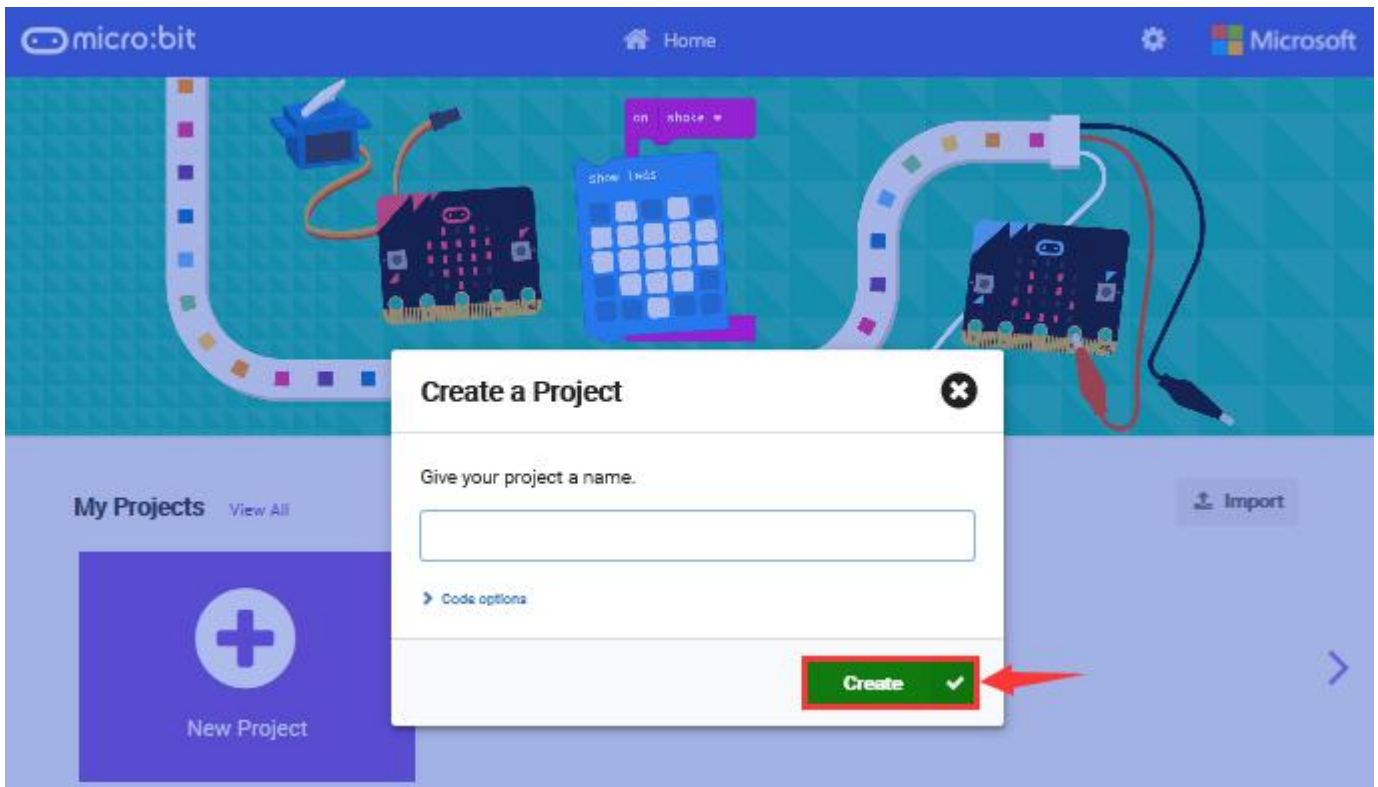 micro:bit
Home
Microsoft
on shake
show leds
Create a Project
Give your project a name.
My Projects View All
Import
Code options
Create
New Project